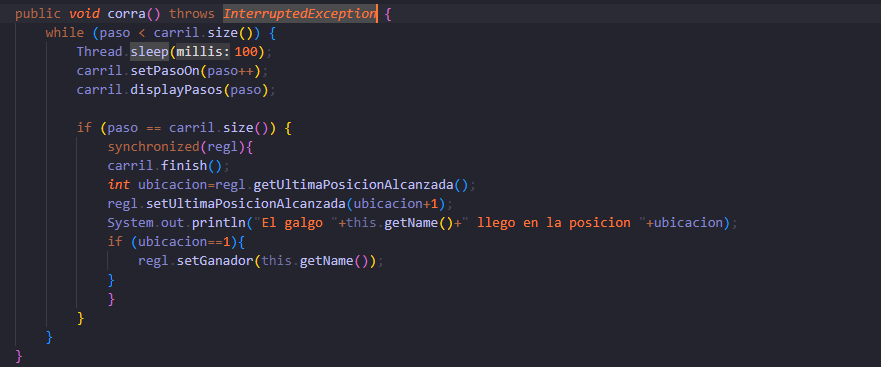 public void corra() throws InterruptedException {
while (paso < carril.size()) {
Thread.sleep(millis: 100);
carril.setPasoOn(paso++);
carril.displayPasos(paso);
if (paso == carril.size()) {
synchronized(regl){
carril.finish();
int ubicacion=regl.getUltimaPosicionAlcanzada();
regl.setUltimaPosicionAlcanzada(ubicacion+1);
System.out.println("El galgo "+this.getName()+" llego en la posicion "+ubicacion);
if (ubicacion==1){
regl.setGanador(this.getName());
}
}
}
}
}